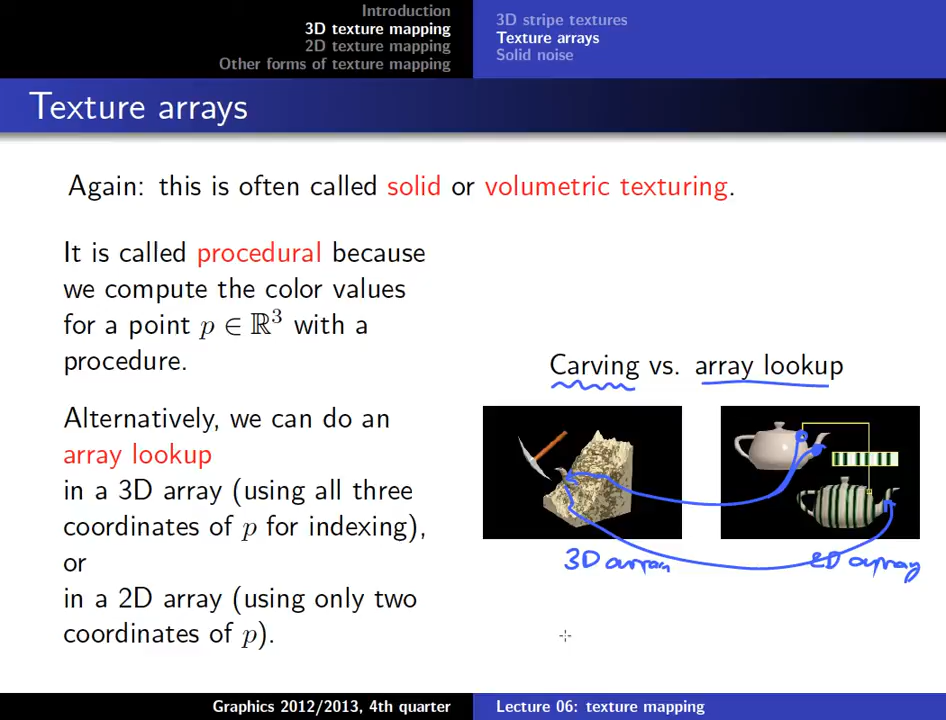 Introduction
3D texture mapping
2D texture mapping
Other forms of texture mapping
3D stripe textures
Texture arrays
Solid noise
Texture arrays
Again: this is often called solid or volumetric texturing.
It is called procedural because
we compute the color values
for a point p ∈ ℝ³ with a
procedure.
Alternatively, we can do an
array lookup
in a 3D array (using all three
coordinates of p for indexing),
or
in a 2D array (using only two
coordinates of p).
Carving vs. array lookup
3D array
2D array
Graphics 2012/2013, 4th quarter
Lecture 06: texture mapping